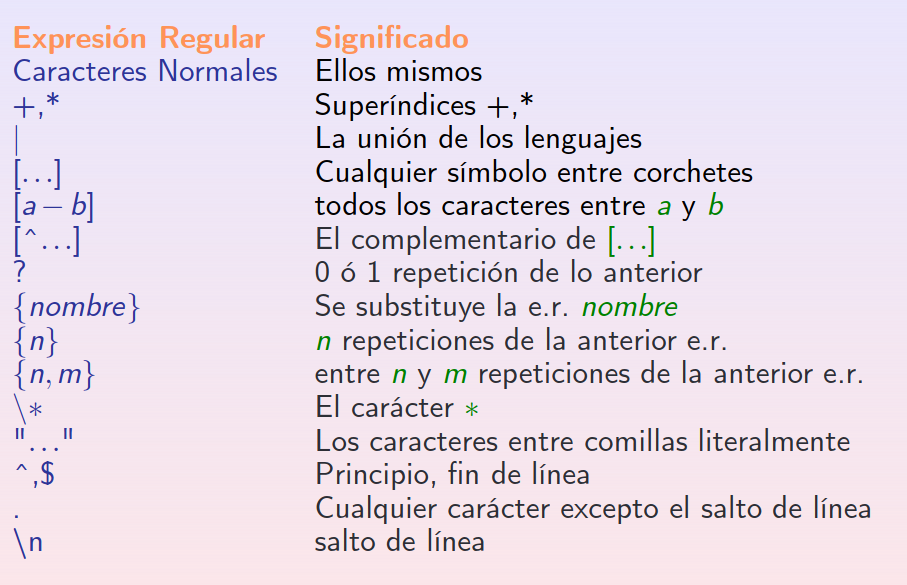 Expresión Regular Significado
Caracteres Normales Ellos mismos
+,* Superíndices +,*
| La unión de los lenguajes
[...] Cualquier símbolo entre corchetes
[a − b] todos los caracteres entre a y b
[^...] El complementario de [...]
? 0 ó 1 repetición de lo anterior
{nombre} Se substituye la e.r. nombre
{n} n repeticiones de la anterior e.r.
{n, m} entre n y m repeticiones de la anterior e.r.
\∗ El carácter ∗
"..." Los caracteres entre comillas literalmente
^,$ Principio, fin de línea
. Cualquier carácter excepto el salto de línea
\n salto de línea